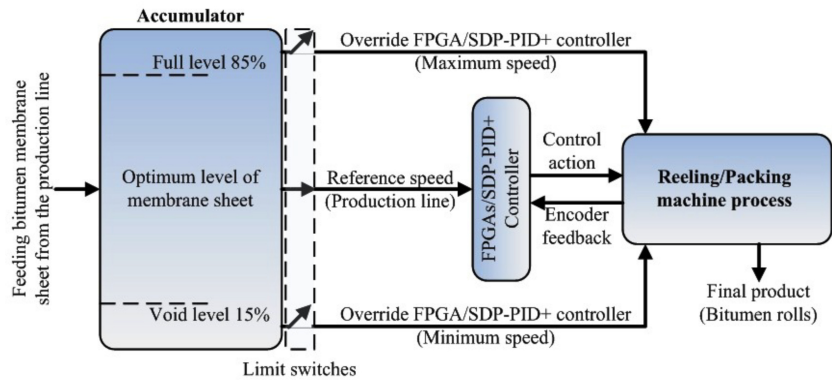 Accumulator
Full level 85%
Override FPGA/SDP-PID+ controller
(Maximum speed)
Feeding bitumen membrane
sheet from the production line
Optimum level of
membrane sheet
Reference speed
(Production line)
FPGAs/SDP-PID+
Controller
Control
action
Encoder
feedback
Reeling/Packing
machine process
Void level 15%
Override FPGA/SDP-PID+ controller
(Minimum speed)
Final product
(Bitumen rolls)
Limit switches